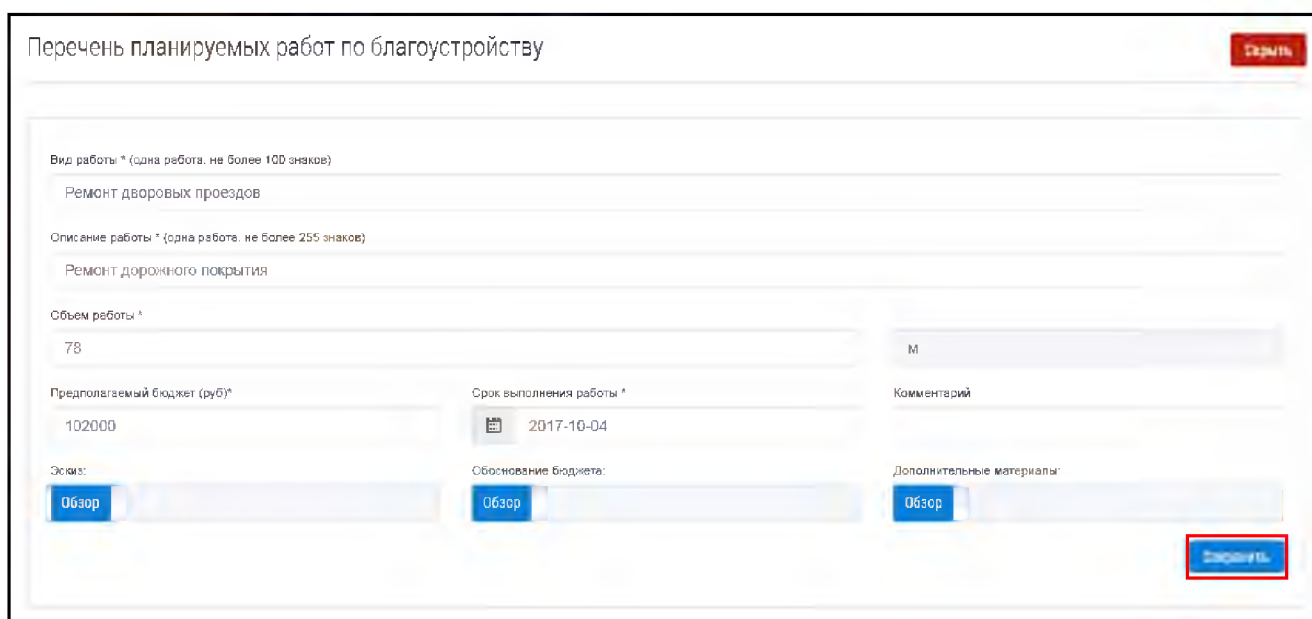 Перечень планируемых работ по благоустройству
Скрыть
Вид работы * (одна работа. не более 100 знаков)
Ремонт дворовых проездов
Описание работы * (одна работа. не более 255 знаков)
Ремонт дорожного покрытия
Объем работы *
78 м
Предполагаемый бюджет (руб)* Срок выполнения работы * Комментарий
102000 2017-10-04
Эскиз: Обоснование бюджета: Дополнительные материалы:
Обзор Обзор Обзор
Сохранить